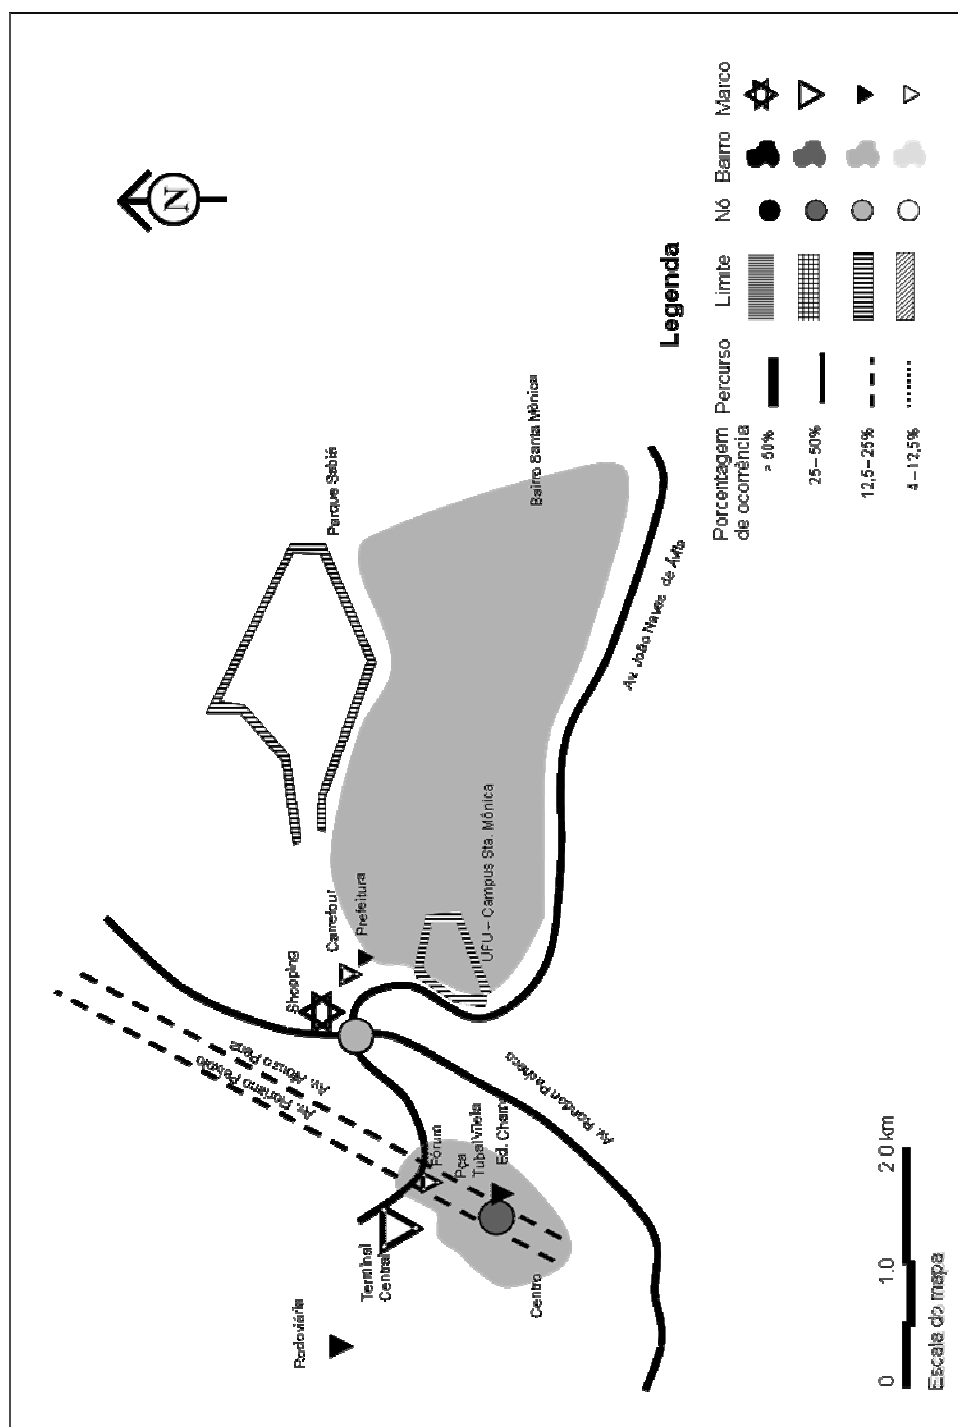 N
Parque Sabiá
Bairro Santa Mônica
Av. João Naves de Ávila
UFU – Campus Sta. Mônica
Prefeitura
Carrefour
Shopping
Av. Afonso Pena
Av. Floriano Peixoto
Av. Rondon Pacheco
Fórum
Pça
Tubal Vilela
Ed. Cham
Terminal
Central
Centro
Rodoviária
Legenda
Porcentagem
de ocorrência
Percurso
Limite
Nó
Bairro
Marco
> 50%
25 – 50%
12,5 – 25%
4 – 12,5%
0
1.0
2.0 km
Escala do mapa